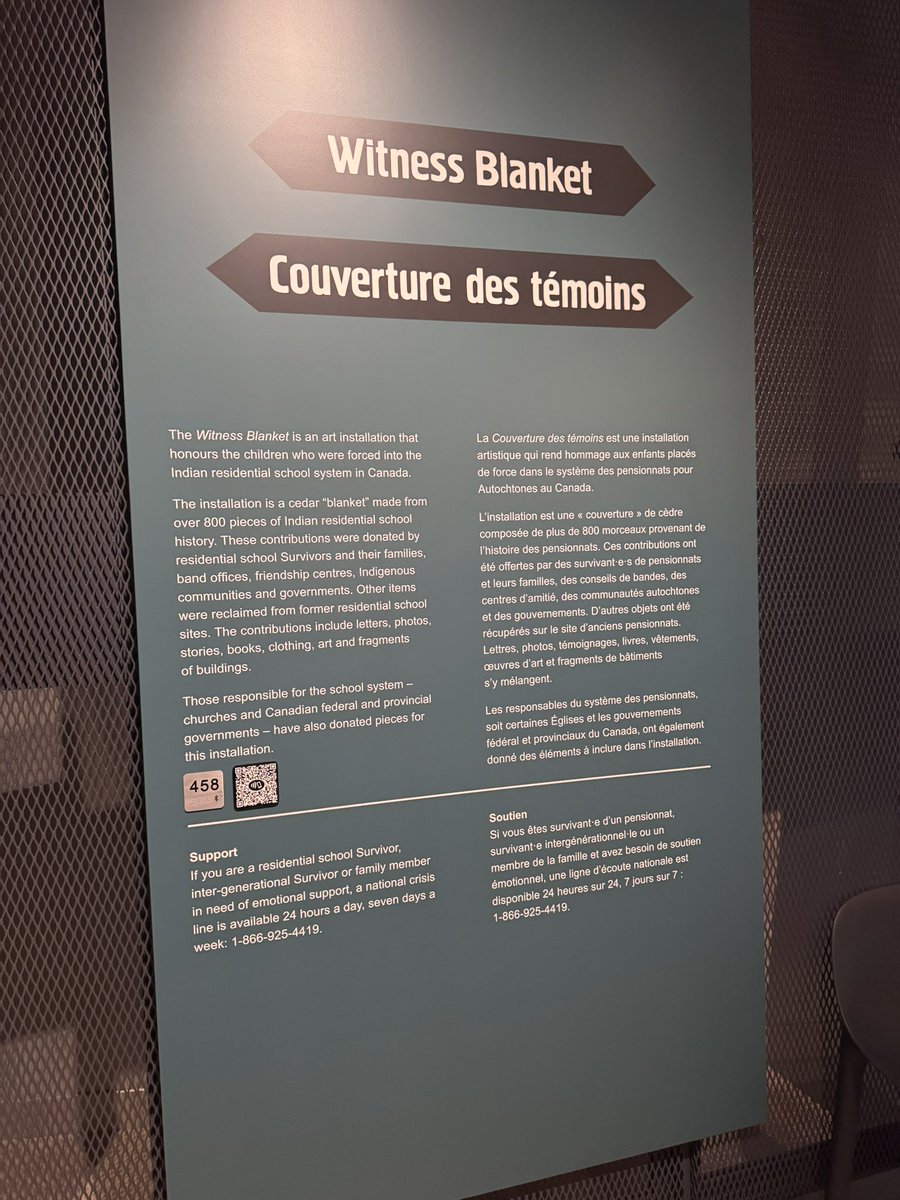 Witness Blanket
Couverture des témoins
The Witness Blanket is an art installation that
honours the children who were forced into the
Indian residential school system in Canada.
The installation is a cedar “blanket” made from
over 800 pieces of Indian residential school
history. These contributions were donated by
residential school Survivors and their families,
band offices, friendship centres, Indigenous
communities and governments. Other items
were reclaimed from former residential school
sites. The contributions include letters, photos,
stories, books, clothing, art and fragments
of buildings.
Those responsible for the school system –
churches and Canadian federal and provincial
governments – have also donated pieces for
this installation.
458
Support
If you are a residential school Survivor,
inter-generational Survivor or family member
in need of emotional support, a national crisis
line is available 24 hours a day, seven days a
week: 1-866-925-4419.
La Couverture des témoins est une installation
artistique qui rend hommage aux enfants placés
de force dans le système des pensionnats pour
Autochtones au Canada.
L’installation est une « couverture » de cèdre
composée de plus de 800 morceaux provenant de
l’histoire des pensionnats. Ces contributions ont
été offertes par des survivant·e·s de pensionnats
et leurs familles, des conseils de bandes, des
centres d’amitié, des communautés autochtones
et des gouvernements. D’autres objets ont été
récupérés sur le site d’anciens pensionnats.
Lettres, photos, témoignages, livres, vêtements,
œuvres d’art et fragments de bâtiments
s’y mélangent.
Les responsables du système des pensionnats,
soit certaines Églises et les gouvernements
fédéral et provinciaux du Canada, ont également
donné des éléments à inclure dans l’installation.
Soutien
Si vous êtes survivant·e d’un pensionnat,
survivant·e intergénérationnel·le ou un
membre de la famille et avez besoin de soutien
émotionnel, une ligne d’écoute nationale est
disponible 24 heures sur 24, 7 jours sur 7 :
1-866-925-4419.